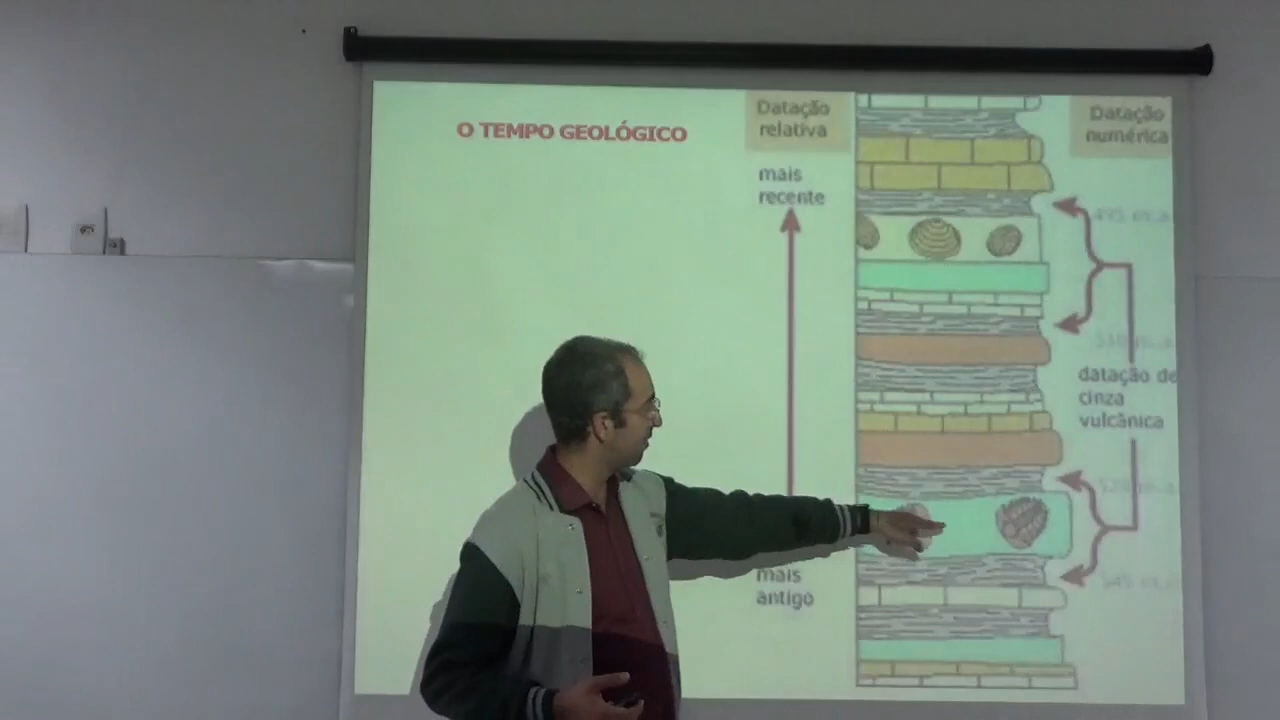 O TEMPO GEOLÓGICO
Datação
relativa
mais
recente
mais
antigo
Datação
numérica
datação de
cinza
vulcânica